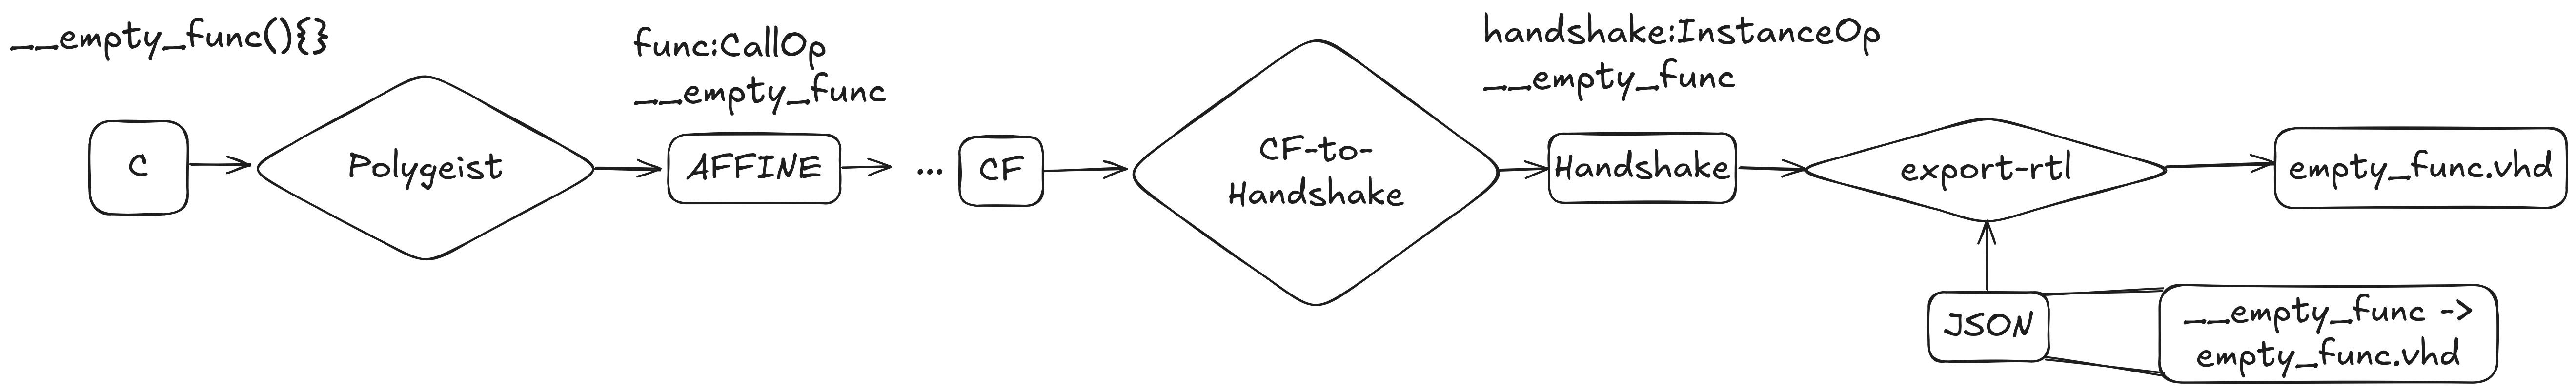 __empty_func(){}
func:CallOp
__empty_func
handshake:InstanceOp
__empty_func
C
Polygeist
AFFINE
...
CF
CF-to-
Handshake
Handshake
export-rtl
empty_func.vhd
JSON
__empty_func ->
empty_func.vhd